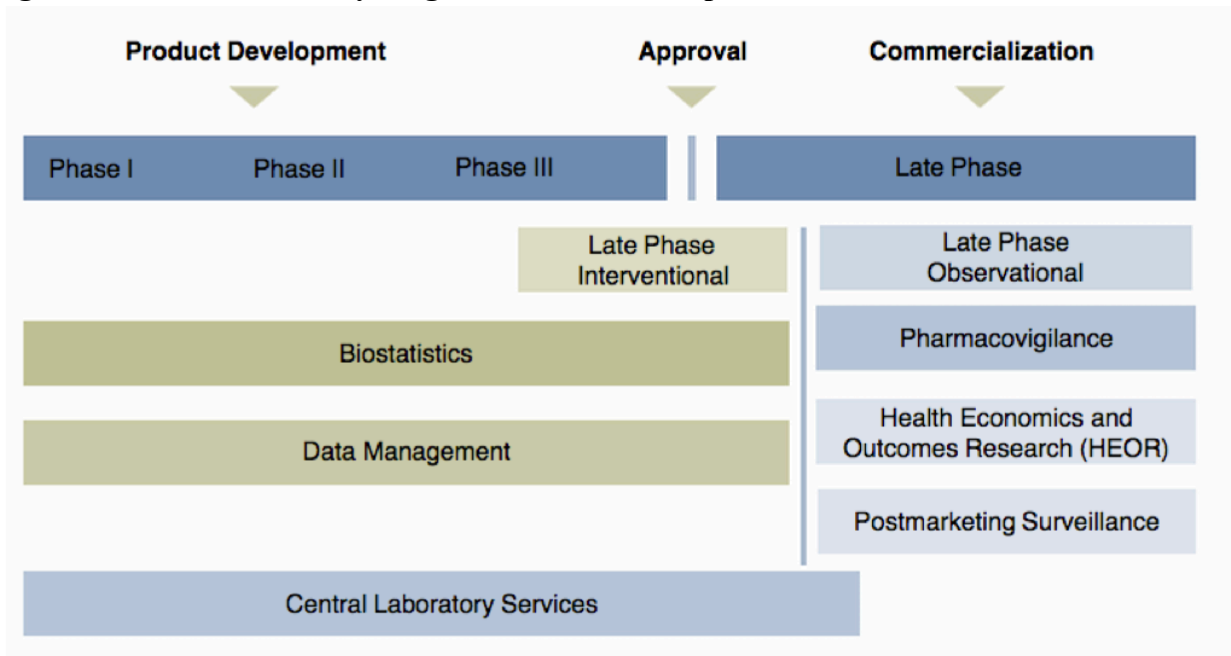 Product Development
Approval
Commercialization
Phase I
Phase II
Phase III
Late Phase
Late Phase
Interventional
Late Phase
Observational
Biostatistics
Pharmacovigilance
Data Management
Health Economics and
Outcomes Research (HEOR)
Postmarketing Surveillance
Central Laboratory Services